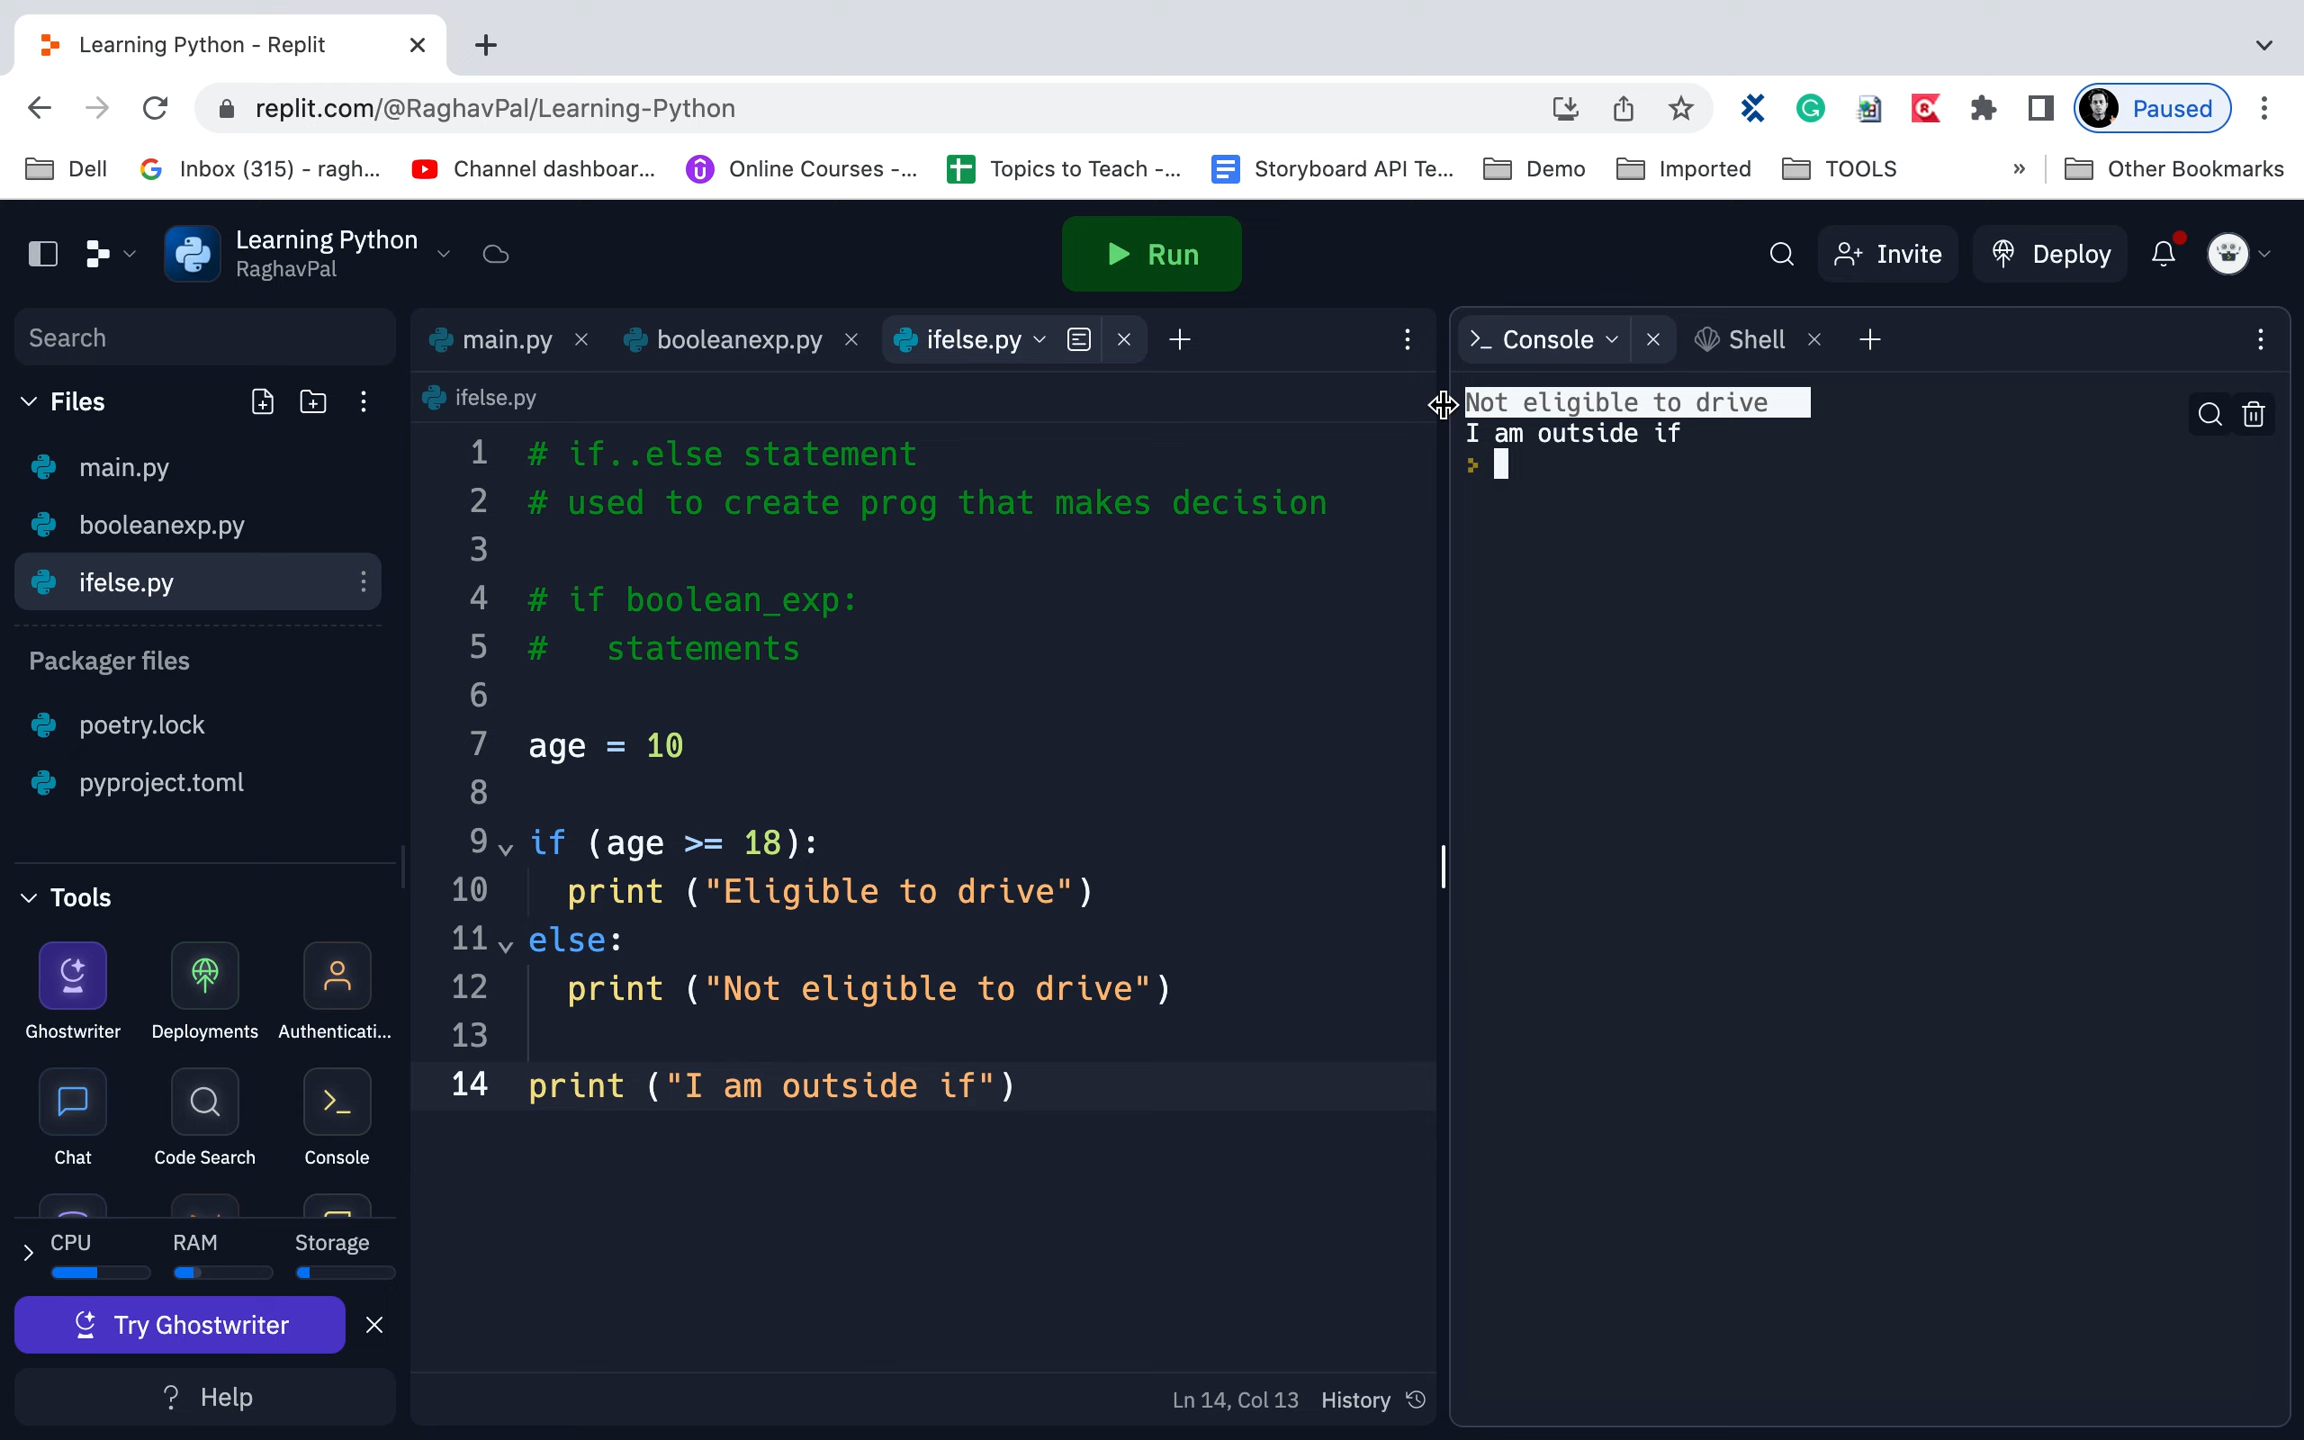 Learning Python - Replit
replit.com/@RaghavPal/Learning-Python
Paused
Dell
Inbox (315) - ragh...
Channel dashboar...
Online Courses -...
Topics to Teach -...
Storyboard API Te...
Demo
Imported
TOOLS
»
Other Bookmarks
Learning Python
RaghavPal
Run
Invite
Deploy
Search
Files
main.py
booleanexp.py
ifelse.py
Packager files
poetry.lock
pyproject.toml
Tools
Ghostwriter
Deployments
Authenticati...
Chat
Code Search
Console
CPU
RAM
Storage
Try Ghostwriter
? Help
main.py
booleanexp.py
ifelse.py
ifelse.py
1 # if..else statement
2 # used to create prog that makes decision
3
4 # if boolean_exp:
5 #   statements
6
7 age = 10
8
9 if (age >= 18):
10   print ("Eligible to drive")
11 else:
12   print ("Not eligible to drive")
13
14 print ("I am outside if")
Ln 14, Col 13
History
>_ Console
Shell
Not eligible to drive
I am outside if